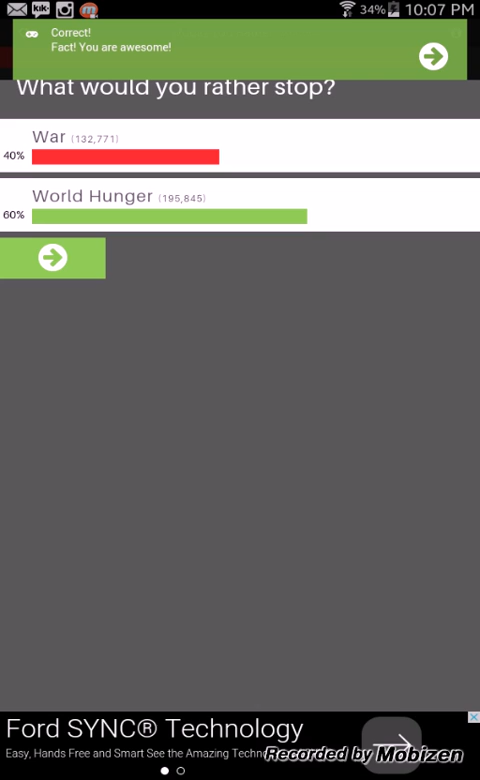 kik
34%
10:07 PM
Correct!
Fact! You are awesome!
What would you rather stop?
War (132,771)
40%
World Hunger (195,845)
60%
Ford SYNC® Technology
Easy, Hands Free and Smart See the Amazing
Recorded by Mobizen